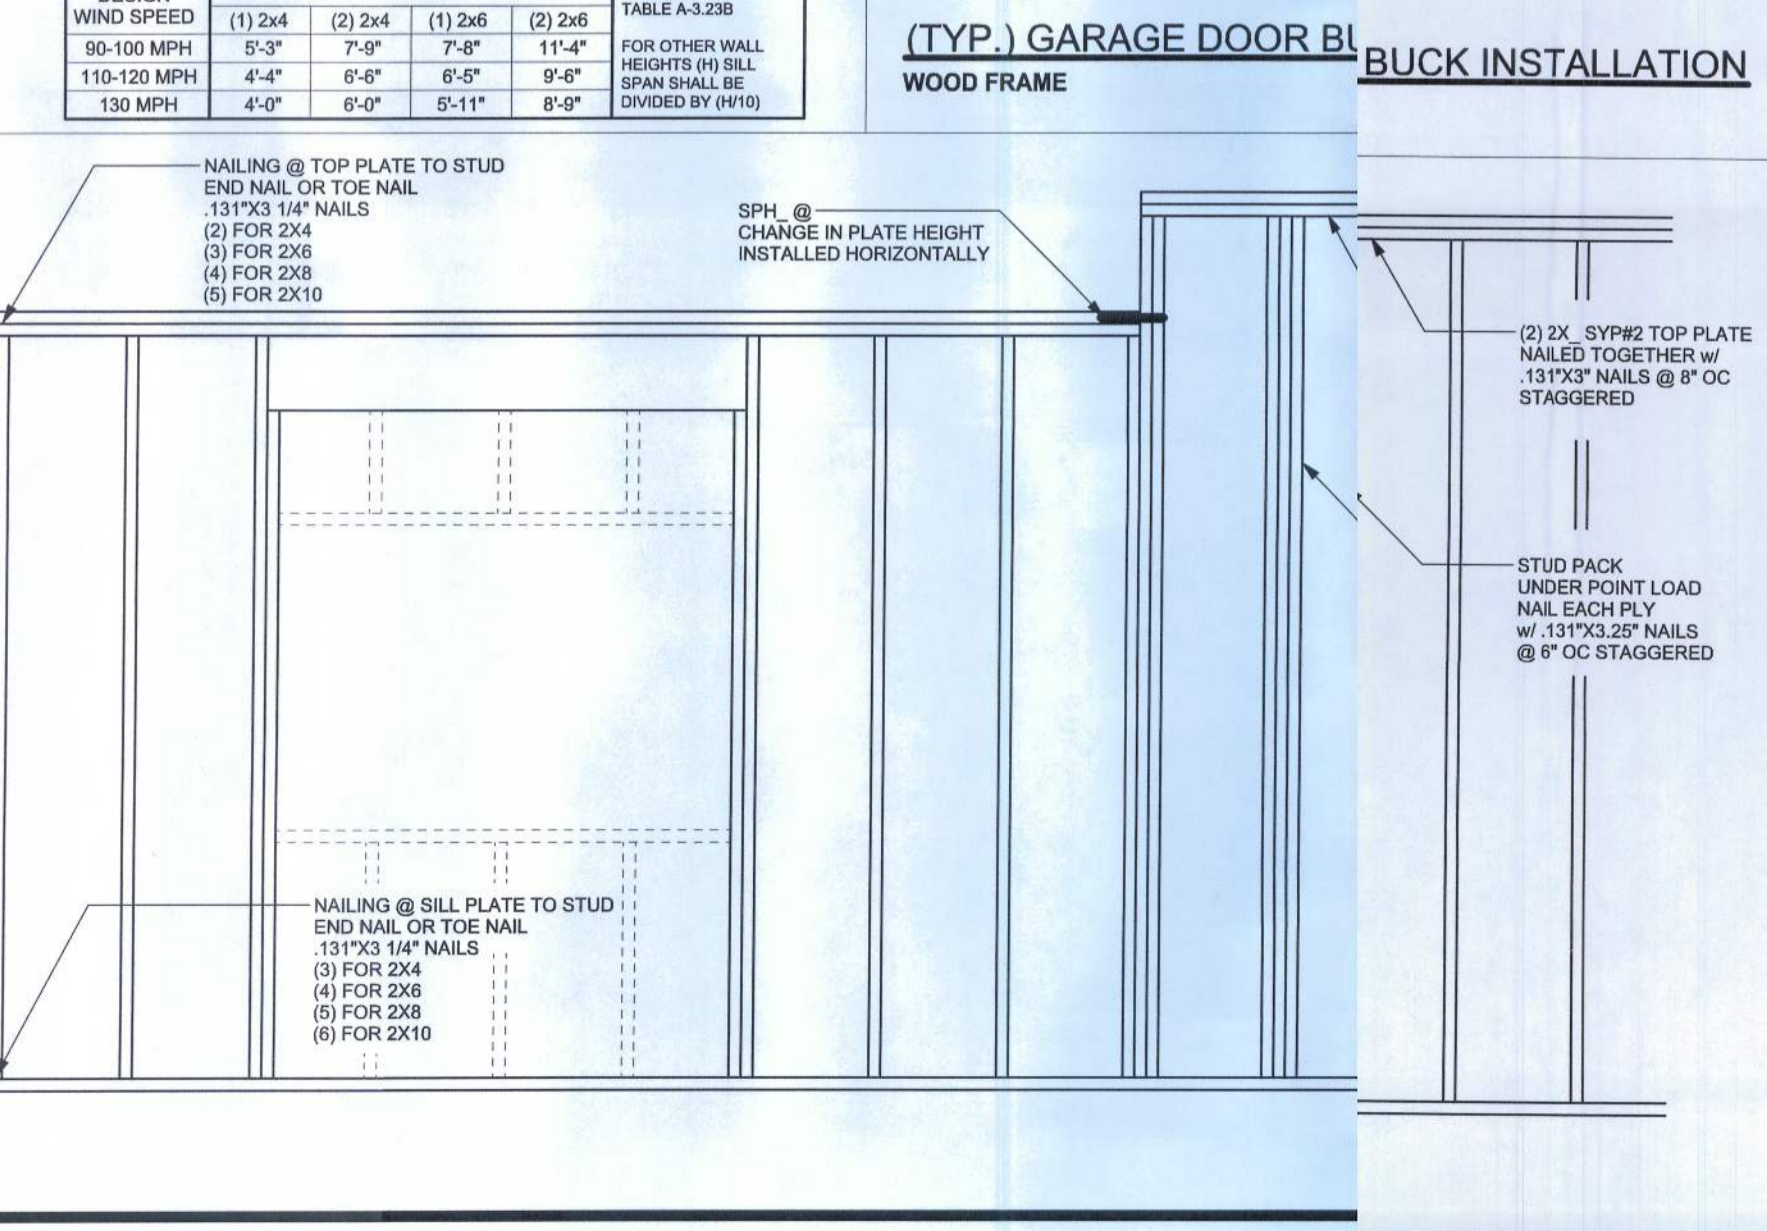 DESIGN
WIND SPEED (1) 2x4 (2) 2x4 (1) 2x6 (2) 2x6
90-100 MPH 5'-3" 7'-9" 7'-8" 11'-4"
110-120 MPH 4'-4" 6'-6" 6'-5" 9'-6"
130 MPH 4'-0" 6'-0" 5'-11" 8'-9"
TABLE A-3.23B
FOR OTHER WALL
HEIGHTS (H) SILL
SPAN SHALL BE
DIVIDED BY (H/10)
(TYP.) GARAGE DOOR BU
BUCK INSTALLATION
WOOD FRAME
NAILING @ TOP PLATE TO STUD
END NAIL OR TOE NAIL
.131"X3 1/4" NAILS
(2) FOR 2X4
(3) FOR 2X6
(4) FOR 2X8
(5) FOR 2X10
SPH_ @
CHANGE IN PLATE HEIGHT
INSTALLED HORIZONTALLY
(2) 2X_ SYP#2 TOP PLATE
NAILED TOGETHER w/
.131"X3" NAILS @ 8" OC
STAGGERED
STUD PACK
UNDER POINT LOAD
NAIL EACH PLY
w/ .131"X3.25" NAILS
@ 6" OC STAGGERED
NAILING @ SILL PLATE TO STUD
END NAIL OR TOE NAIL
.131"X3 1/4" NAILS
(3) FOR 2X4
(4) FOR 2X6
(5) FOR 2X8
(6) FOR 2X10